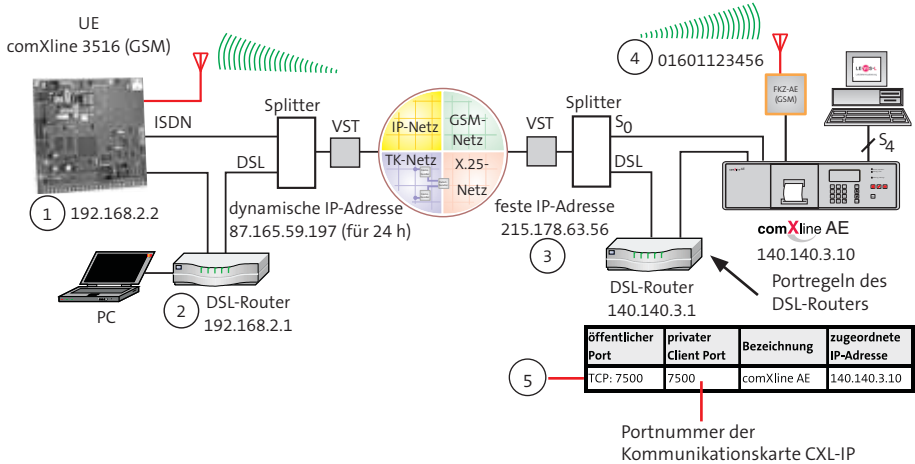 UE
comXline 3516 (GSM)
ISDN
DSL
1
192.168.2.2
PC
2
DSL-Router
192.168.2.1
Splitter
VST
dynamische IP-Adresse
87.165.59.197 (für 24 h)
IP-Netz
GSM-
Netz
TK-Netz
X.25-
Netz
VST
Splitter
S0
DSL
feste IP-Adresse
215.178.63.56
3
DSL-Router
140.140.3.1
4
01601123456
FKZ-AE
(GSM)
S4
comXline AE
140.140.3.10
Portregeln des
DSL-Routers
5
öffentlicher Port | privater Client Port | Bezeichnung | zugeordnete IP-Adresse
TCP: 7500 | 7500 | comXline AE | 140.140.3.10
Portnummer der
Kommunikationskarte CXL-IP